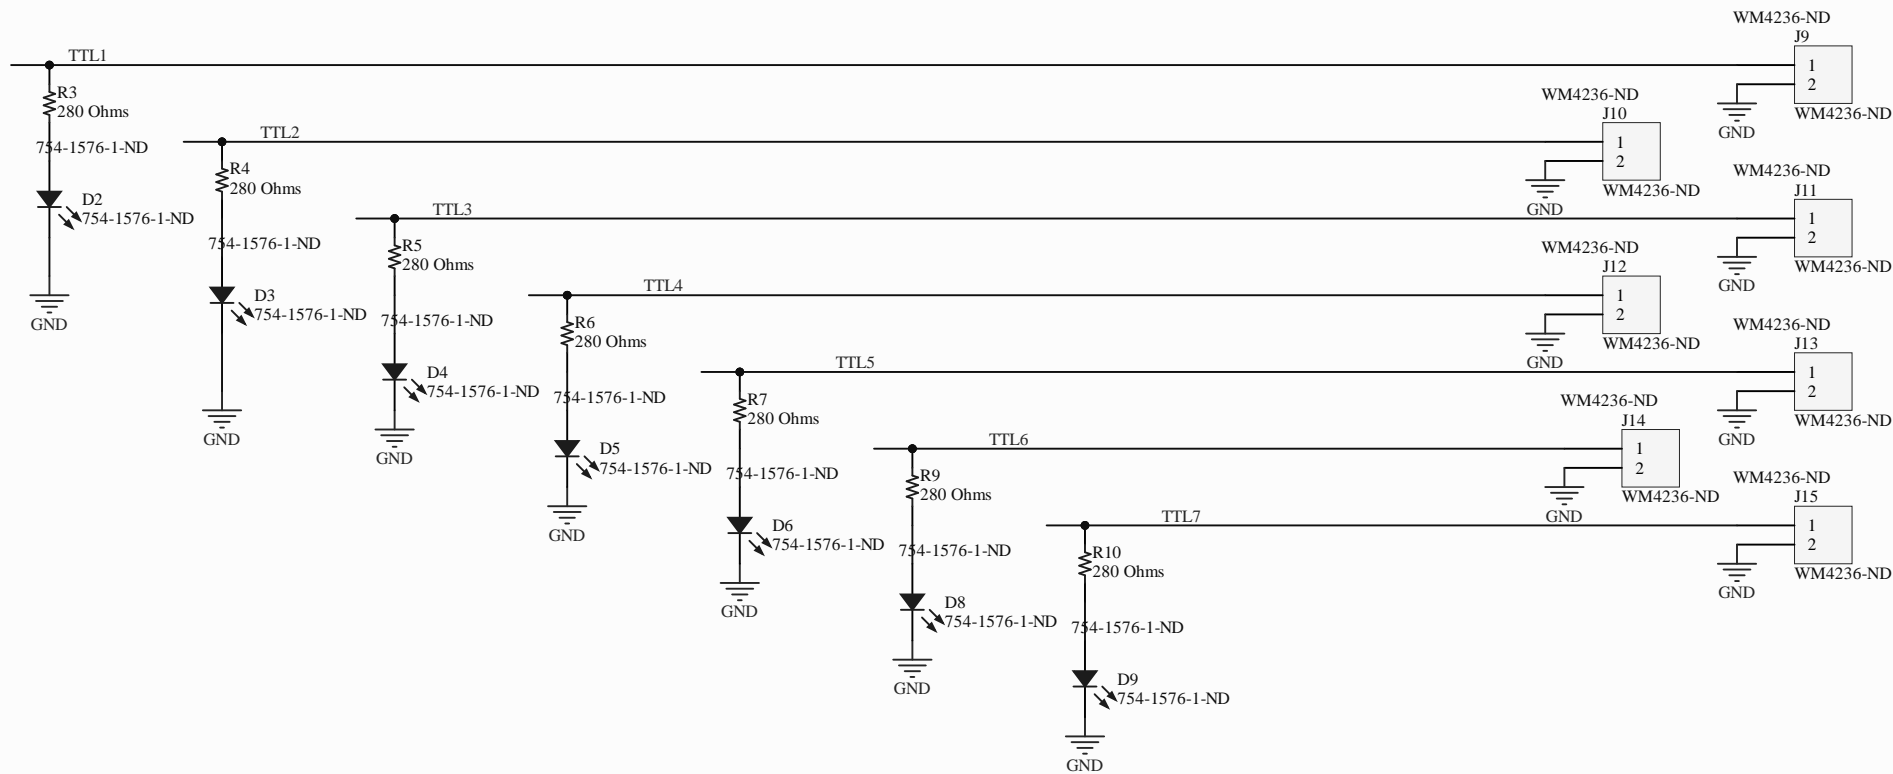 WM4236-ND
J9
TTL1
1
2
R3
280 Ohms
WM4236-ND
GND
WM4236-ND
J10
754-1576-1-ND
TTL2
1
2
R4
280 Ohms
WM4236-ND
GND
D2
754-1576-1-ND
WM4236-ND
J11
TTL3
1
2
R5
280 Ohms
WM4236-ND
GND
754-1576-1-ND
WM4236-ND
J12
D3
754-1576-1-ND
GND
TTL4
1
2
R6
280 Ohms
WM4236-ND
GND
754-1576-1-ND
WM4236-ND
J13
D4
754-1576-1-ND
TTL5
1
2
R7
280 Ohms
WM4236-ND
GND
754-1576-1-ND
WM4236-ND
J14
GND
GND
TTL6
1
2
D5
754-1576-1-ND
R9
280 Ohms
WM4236-ND
GND
754-1576-1-ND
WM4236-ND
J15
TTL7
1
2
D6
754-1576-1-ND
GND
R10
280 Ohms
WM4236-ND
GND
754-1576-1-ND
D8
754-1576-1-ND
GND
754-1576-1-ND
D9
754-1576-1-ND
GND
GND